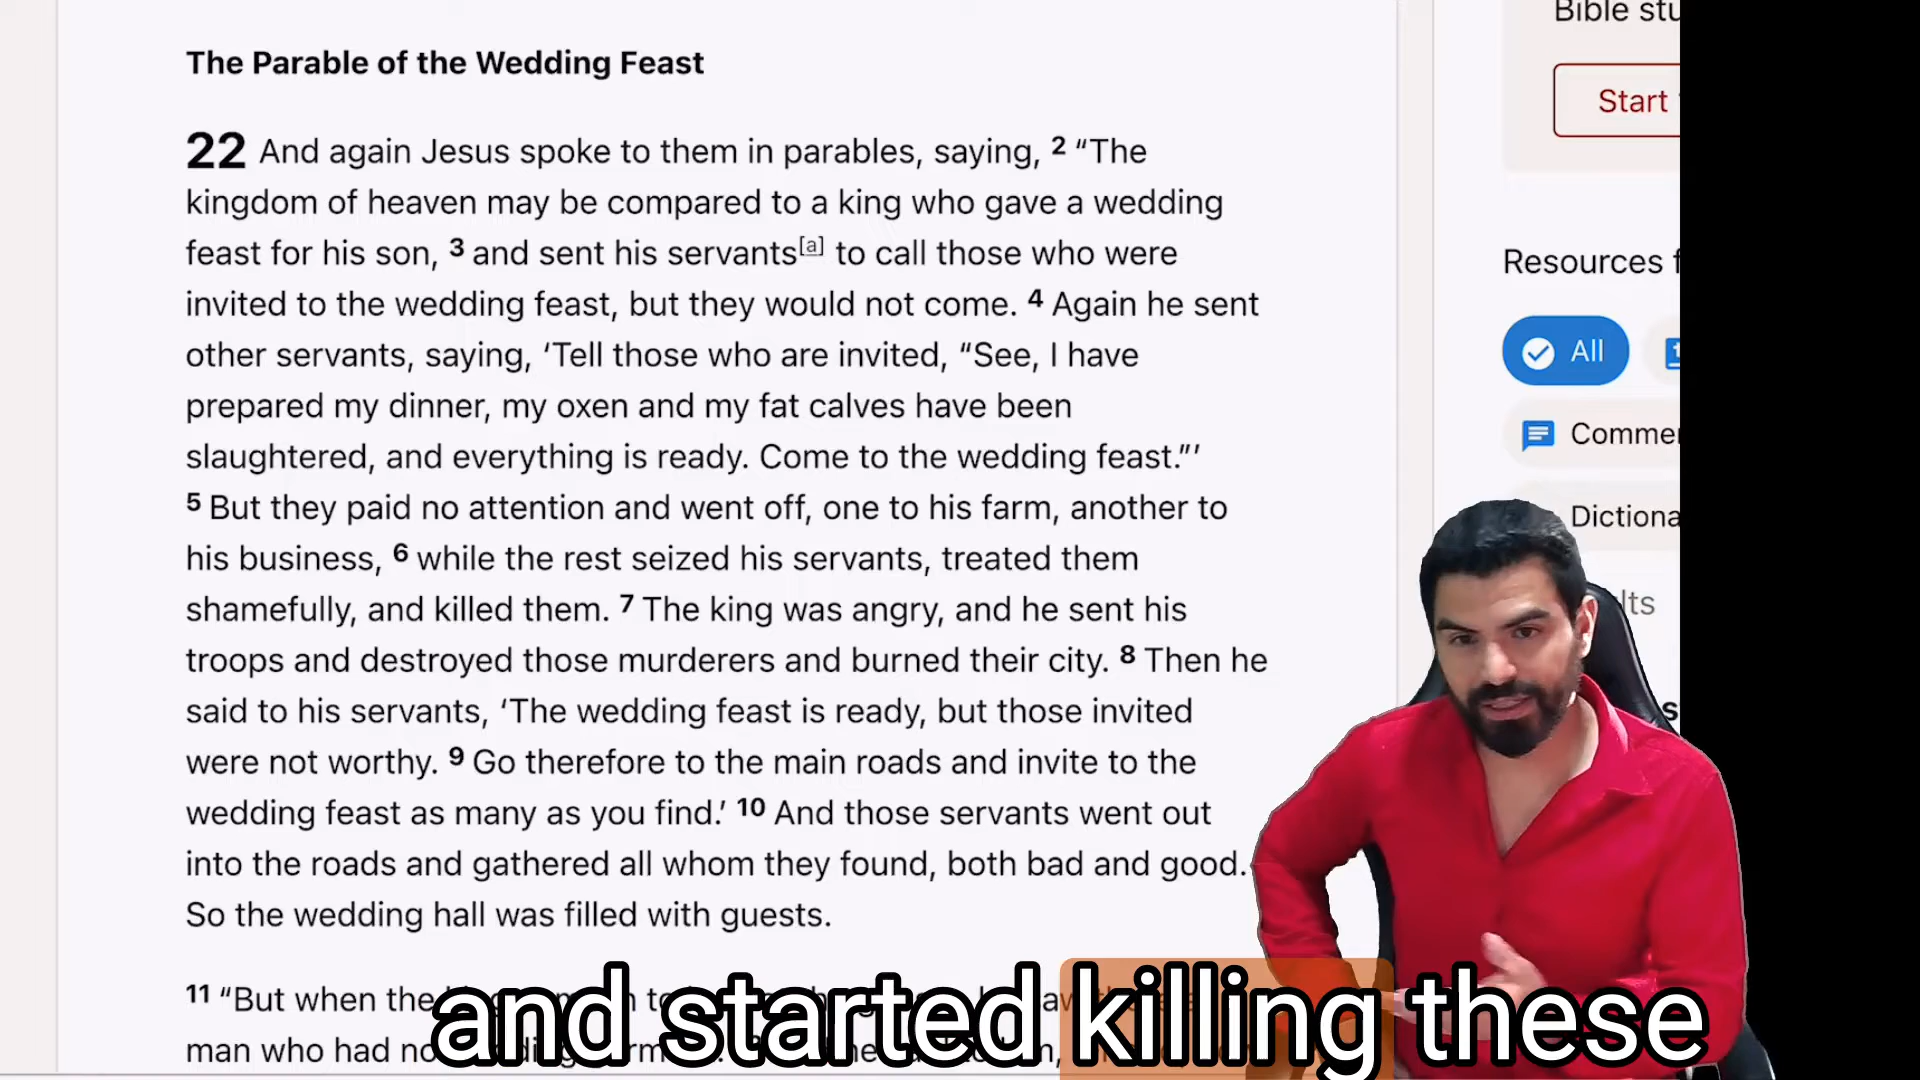 The Parable of the Wedding Feast
22 And again Jesus spoke to them in parables, saying, 2 “The
kingdom of heaven may be compared to a king who gave a wedding
feast for his son, 3 and sent his servants[a] to call those who were
invited to the wedding feast, but they would not come. 4 Again he sent
other servants, saying, ‘Tell those who are invited, “See, I have
prepared my dinner, my oxen and my fat calves have been
slaughtered, and everything is ready. Come to the wedding feast.”’
5 But they paid no attention and went off, one to his farm, another to
his business, 6 while the rest seized his servants, treated them
shamefully, and killed them. 7 The king was angry, and he sent his
troops and destroyed those murderers and burned their city. 8 Then he
said to his servants, ‘The wedding feast is ready, but those invited
were not worthy. 9 Go therefore to the main roads and invite to the
wedding feast as many as you find.’ 10 And those servants went out
into the roads and gathered all whom they found, both bad and good.
So the wedding hall was filled with guests.
11 “But when the
man who had no
and started killing these
Bible stu
Start
Resources f
All
Commen
Dictiona
lts
s